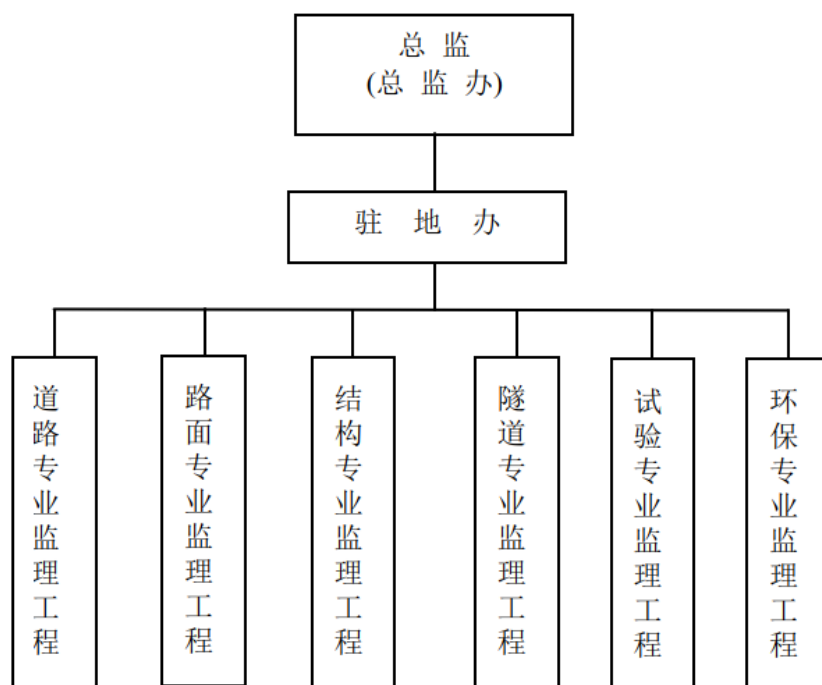 总 监
(总 监 办)
驻 地 办
道路专业监理工程
路面专业监理工程
结构专业监理工程
隧道专业监理工程
试验专业监理工程
环保专业监理工程